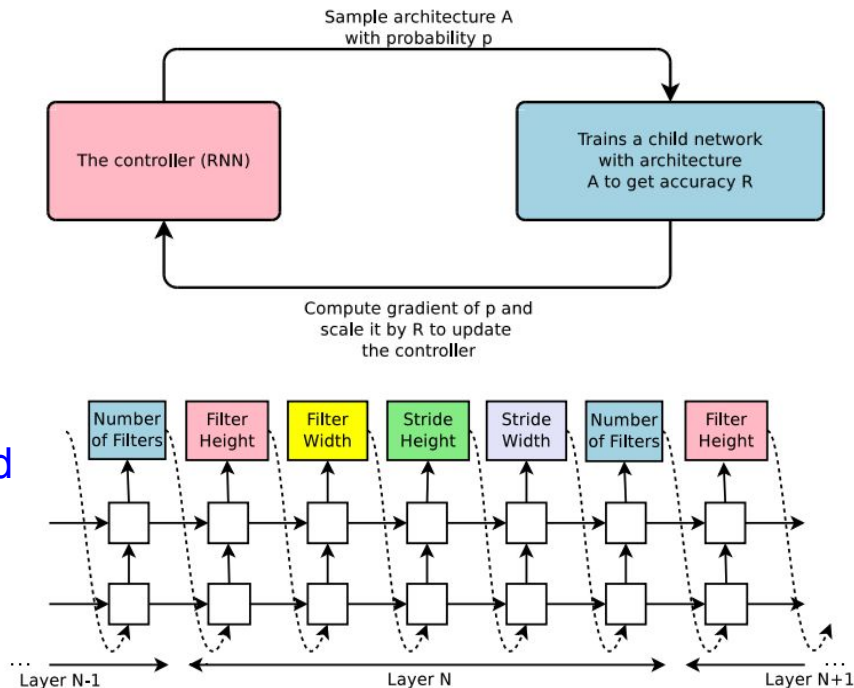 Sample architecture A
with probability p
The controller (RNN)
Trains a child network
with architecture
A to get accuracy R
Compute gradient of p and
scale it by R to update
the controller
d
Number
of Filters
Filter
Height
Filter
Width
Stride
Height
Stride
Width
Number
of Filters
Filter
Height
...
...
Layer N-1
Layer N
Layer N+1